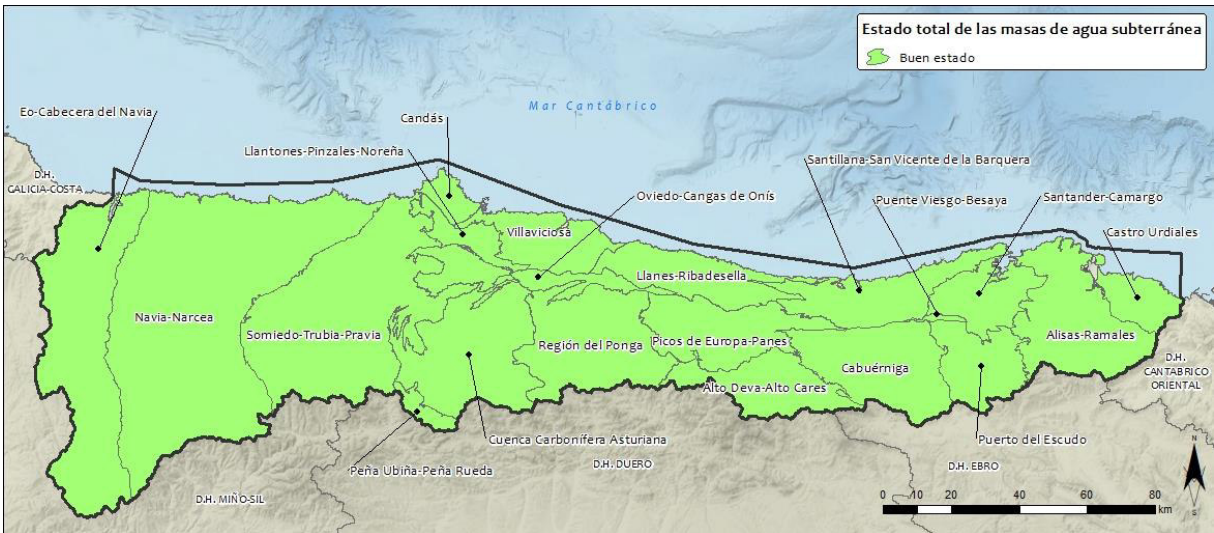 Estado total de las masas de agua subterránea
Buen estado
Mar Cantábrico
Eo-Cabecera del Navia
Candás
Llantones-Pinzales-Noreña
Santillana-San Vicente de la Barquera
D.H.
GALICIA-COSTA
Oviedo-Cangas de Onís
Puente Viesgo-Besaya
Santander-Camargo
Villaviciosa
Castro Urdiales
Llanes-Ribadesella
Navia-Narcea
Somiedo-Trubia-Pravia
Región del Ponga
Picos de Europa-Panes
Alisas-Ramales
Cabuérniga
D.H.
CANTABRICO
ORIENTAL
Alto Deva-Alto Cares
Cuenca Carbonífera Asturiana
Puerto del Escudo
Peña Ubiña-Peña Rueda
D.H. DUERO
D.H. EBRO
D.H. MIÑO-SIL
N
S
0 10 20 40 60 80
km